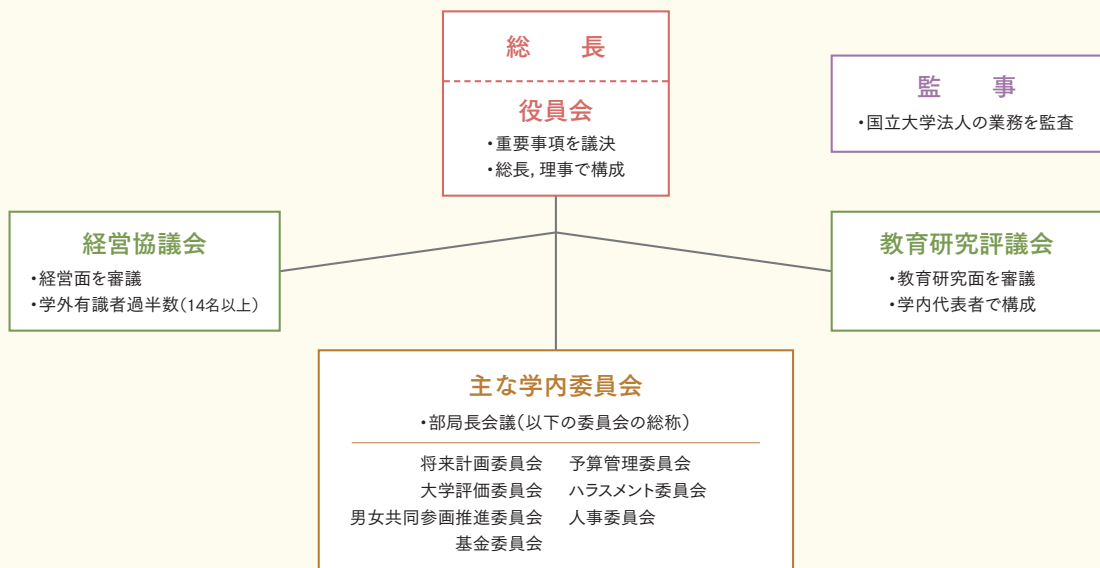 総 長
役員会
・重要事項を議決
・総長, 理事で構成
監 事
・国立大学法人の業務を監査
経営協議会
・経営面を審議
・学外有識者過半数(14名以上)
教育研究評議会
・教育研究面を審議
・学内代表者で構成
主な学内委員会
・部局長会議(以下の委員会の総称)
将来計画委員会 予算管理委員会
大学評価委員会 ハラスメント委員会
男女共同参画推進委員会 人事委員会
基金委員会